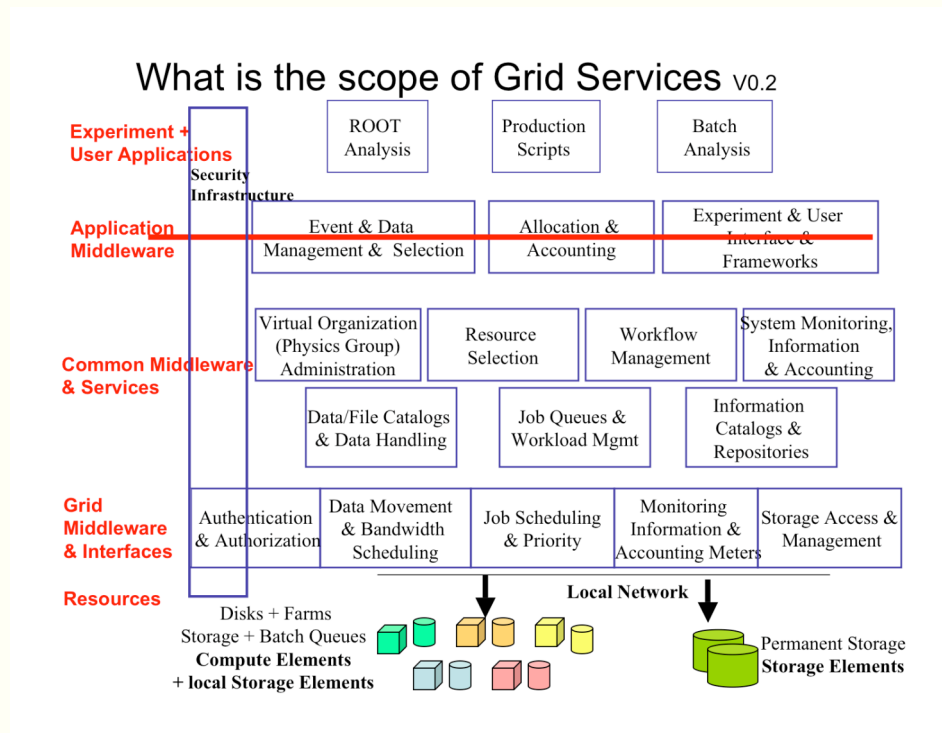 What is the scope of Grid Services V0.2
Experiment +
User Applications
ROOT
Analysis
Production
Scripts
Batch
Analysis
Security
Infrastructure
Application
Middleware
Event & Data
Management & Selection
Allocation &
Accounting
Experiment & User
Interface &
Frameworks
Common Middleware
& Services
Virtual Organization
(Physics Group)
Administration
Resource
Selection
Workflow
Management
System Monitoring,
Information
& Accounting
Data/File Catalogs
& Data Handling
Job Queues &
Workload Mgmt
Information
Catalogs &
Repositories
Grid
Middleware
& Interfaces
Authentication
& Authorization
Data Movement
& Bandwidth
Scheduling
Job Scheduling
& Priority
Monitoring
Information &
Accounting Meters
Storage Access &
Management
Resources
Local Network
Disks + Farms
Storage + Batch Queues
Compute Elements
+ local Storage Elements
Permanent Storage
Storage Elements